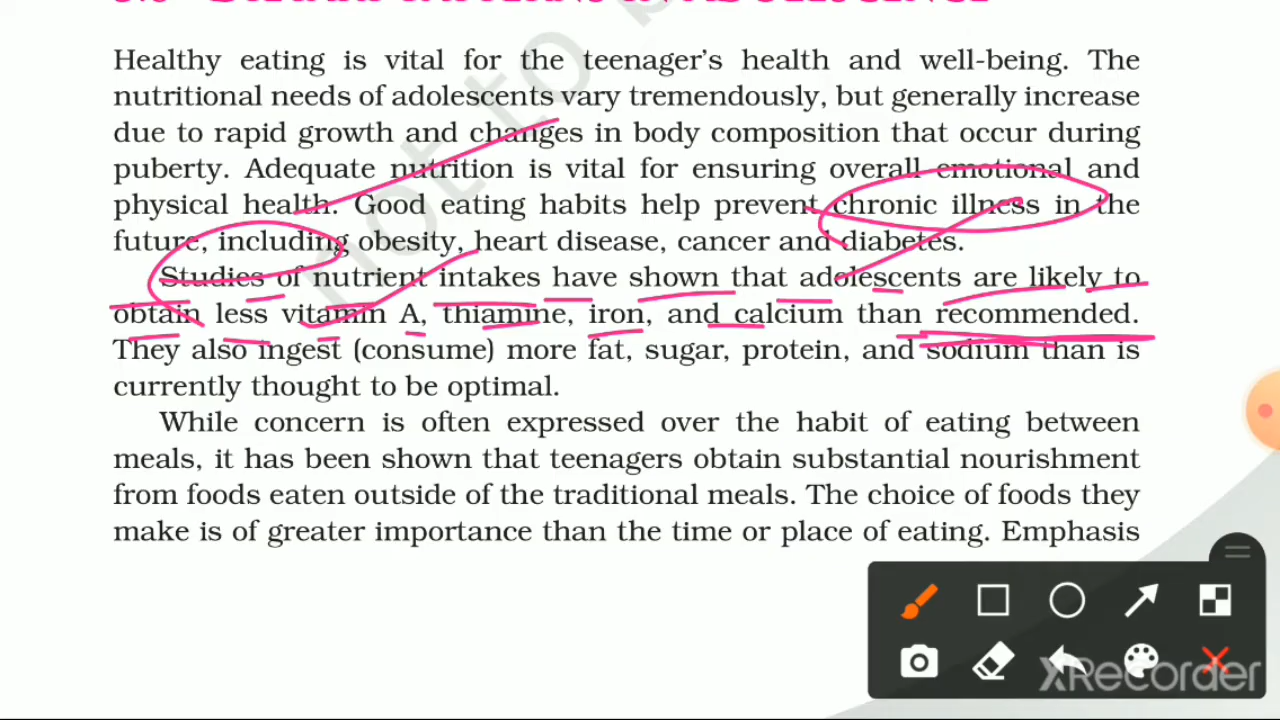 Healthy eating is vital for the teenager's health and well-being. The
nutritional needs of adolescents vary tremendously, but generally increase
due to rapid growth and changes in body composition that occur during
puberty. Adequate nutrition is vital for ensuring overall emotional and
physical health. Good eating habits help prevent chronic illness in the
future, including obesity, heart disease, cancer and diabetes.
Studies of nutrient intakes have shown that adolescents are likely to
obtain less vitamin A, thiamine, iron, and calcium than recommended.
They also ingest (consume) more fat, sugar, protein, and sodium than is
currently thought to be optimal.
While concern is often expressed over the habit of eating between
meals, it has been shown that teenagers obtain substantial nourishment
from foods eaten outside of the traditional meals. The choice of foods they
make is of greater importance than the time or place of eating. Emphasis
not to b
XRecorder